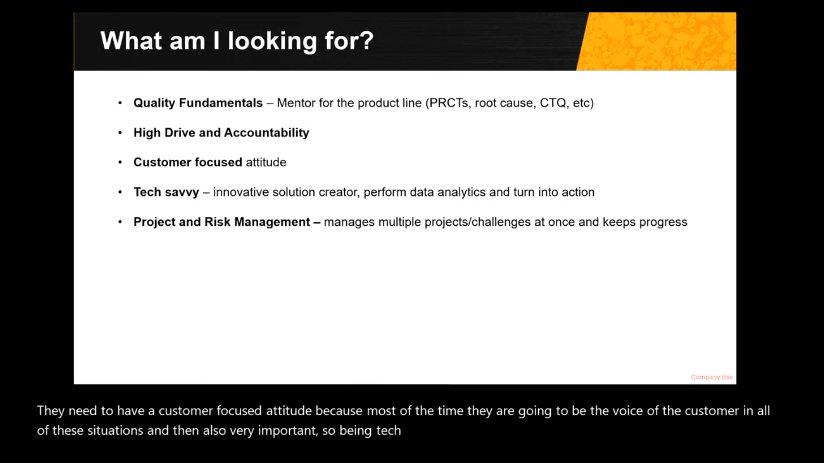 What am I looking for?
• Quality Fundamentals – Mentor for the product line (PRCTs, root cause, CTQ, etc)
• High Drive and Accountability
• Customer focused attitude
• Tech savvy – innovative solution creator, perform data analytics and turn into action
• Project and Risk Management – manages multiple projects/challenges at once and keeps progress
Company Use
They need to have a customer focused attitude because most of the time they are going to be the voice of the customer in all
of these situations and then also very important, so being tech